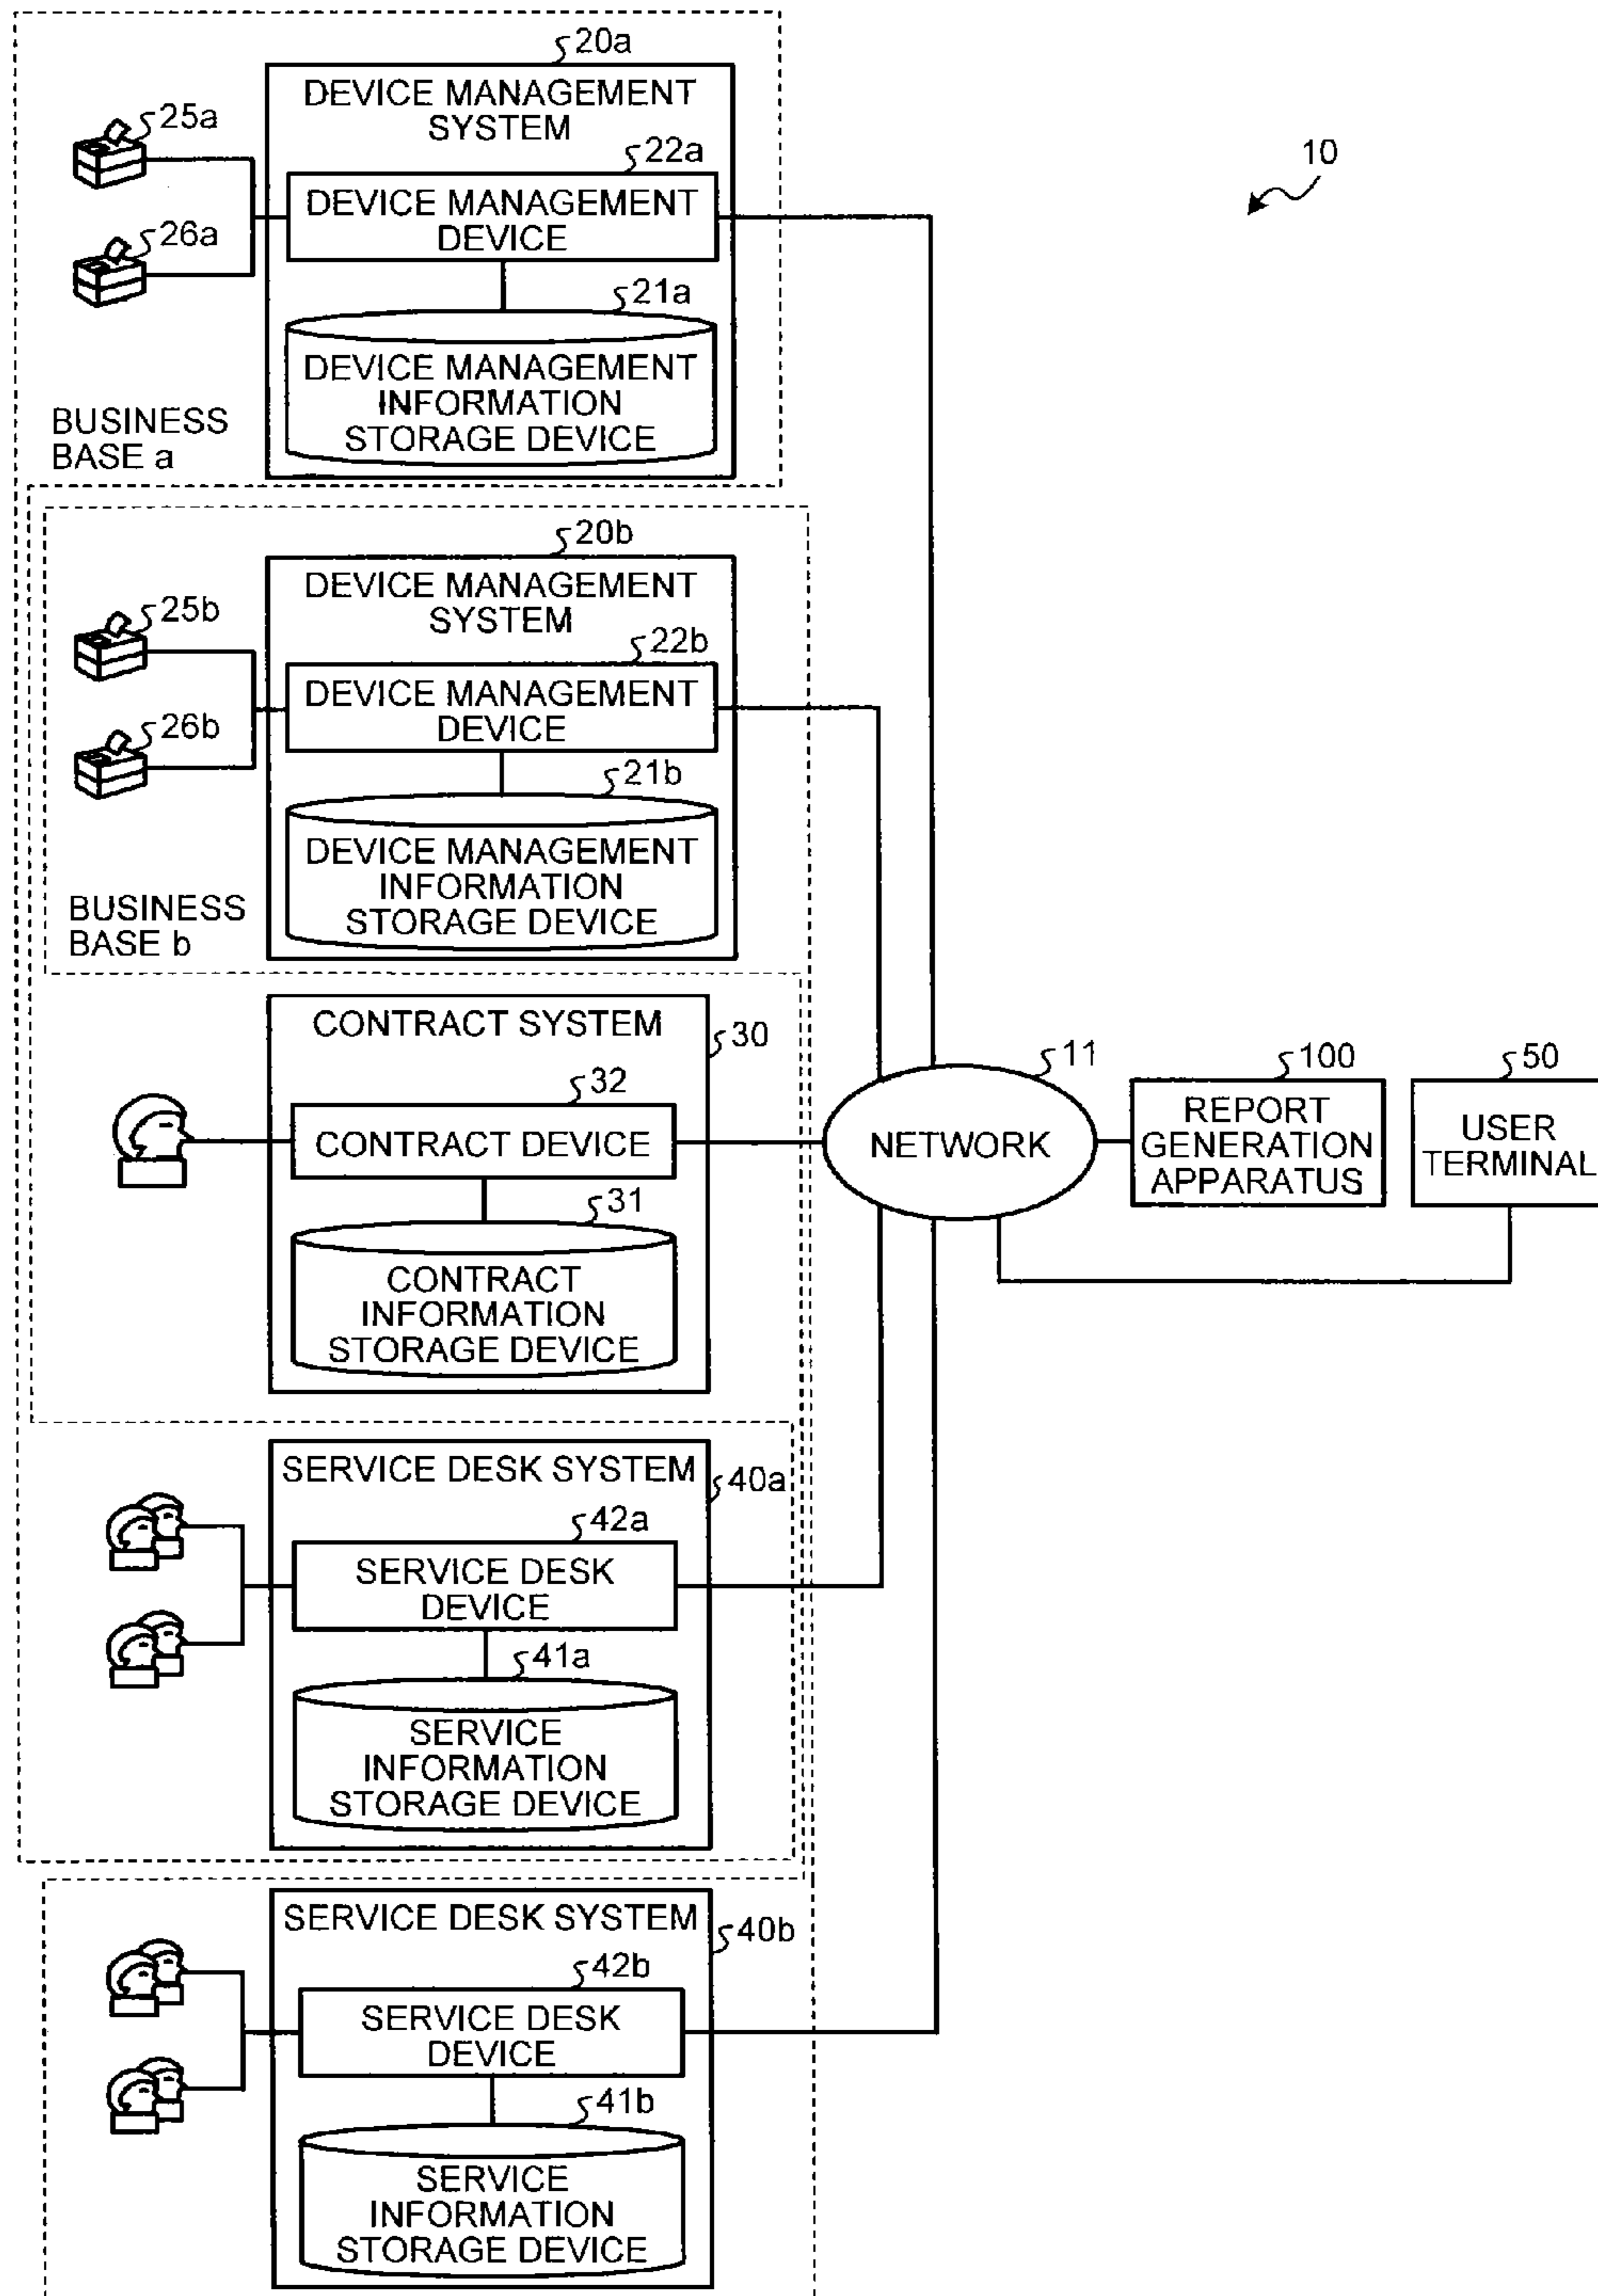 20a
DEVICE MANAGEMENT
SYSTEM
25a
22a
10
DEVICE MANAGEMENT
DEVICE
26a
21a
DEVICE MANAGEMENT
INFORMATION
STORAGE DEVICE
BUSINESS
BASE a
20b
DEVICE MANAGEMENT
SYSTEM
25b
22b
DEVICE MANAGEMENT
DEVICE
26b
21b
DEVICE MANAGEMENT
INFORMATION
STORAGE DEVICE
BUSINESS
BASE b
CONTRACT SYSTEM
30
32
CONTRACT DEVICE
31
CONTRACT
INFORMATION
STORAGE DEVICE
11
NETWORK
100
REPORT
GENERATION
APPARATUS
50
USER
TERMINAL
SERVICE DESK SYSTEM
40a
42a
SERVICE DESK
DEVICE
41a
SERVICE
INFORMATION
STORAGE DEVICE
SERVICE DESK SYSTEM
40b
42b
SERVICE DESK
DEVICE
41b
SERVICE
INFORMATION
STORAGE DEVICE